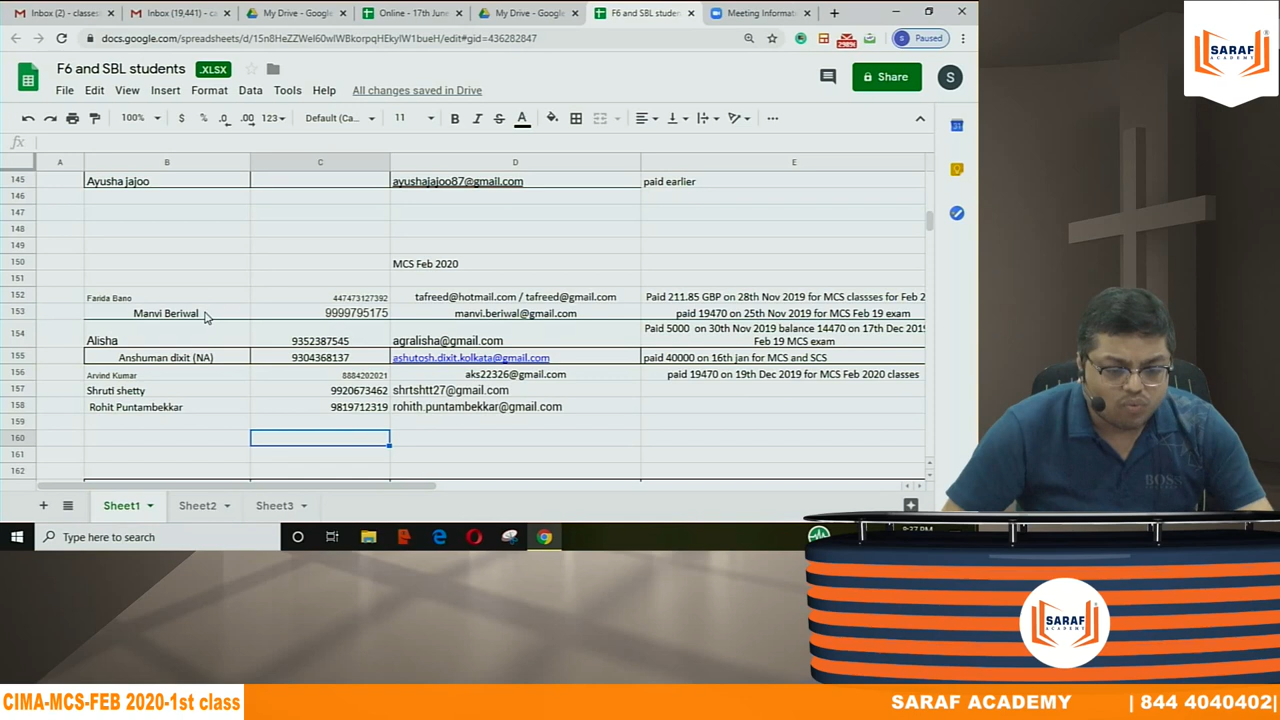 Inbox (2) - classes
Inbox (19,441) - ca
My Drive - Google
Online - 17th June
My Drive - Google
F6 and SBL studen
Meeting Informati
docs.google.com/spreadsheets/d/15n8HeZZWel60wlWBkorpqHEkylW1bueH/edit#gid=436282847
Paused
F6 and SBL students .XLSX
File Edit View Insert Format Data Tools Help All changes saved in Drive
Share
S
100% $ % .0 .00 123 Default (Ca... 11 B I S A
fx
A B C D E
145 Ayusha jajoo ayushajajoo87@gmail.com paid earlier
146
147
148
149
150 MCS Feb 2020
151
152 Farida Bano 447473127392 tafreed@hotmail.com / tafreed@gmail.com Paid 211.85 GBP on 28th Nov 2019 for MCS classses for Feb 2
153 Manvi Beriwal 9999795175 manvi.beriwal@gmail.com paid 19470 on 25th Nov 2019 for MCS Feb 19 exam
154 Alisha 9352387545 agralisha@gmail.com Paid 5000 on 30th Nov 2019 balance 14470 on 17th Dec 2019
Feb 19 MCS exam
155 Anshuman dixit (NA) 9304368137 ashutosh.dixit.kolkata@gmail.com paid 40000 on 16th jan for MCS and SCS
156 Arvind Kumar 8884202021 aks22326@gmail.com paid 19470 on 19th Dec 2019 for MCS Feb 2020 classes
157 Shruti shetty 9920673462 shrtshtt27@gmail.com
158 Rohit Puntambekkar 9819712319 rohith.puntambekkar@gmail.com
159
160
161
162
Sheet1 Sheet2 Sheet3
Type here to search
9:27 PM
SARAF
ACADEMY
BOSS
SARAF
ACADEMY
CIMA-MCS-FEB 2020-1st class
SARAF ACADEMY | 844 4040402|